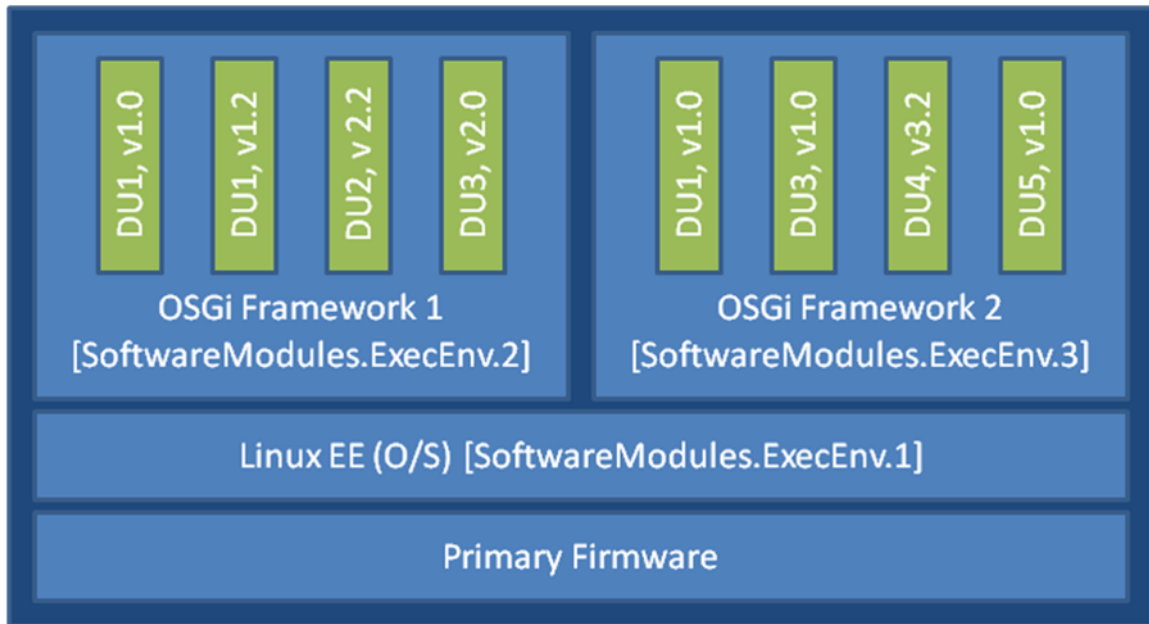 DU1, v1.0
DU1, v1.2
DU2, v 2.2
DU3, v2.0
OSGi Framework 1
[SoftwareModules.ExecEnv.2]
DU1, v1.0
DU3, v1.0
DU4, v3.2
DU5, v1.0
OSGi Framework 2
[SoftwareModules.ExecEnv.3]
Linux EE (O/S) [SoftwareModules.ExecEnv.1]
Primary Firmware